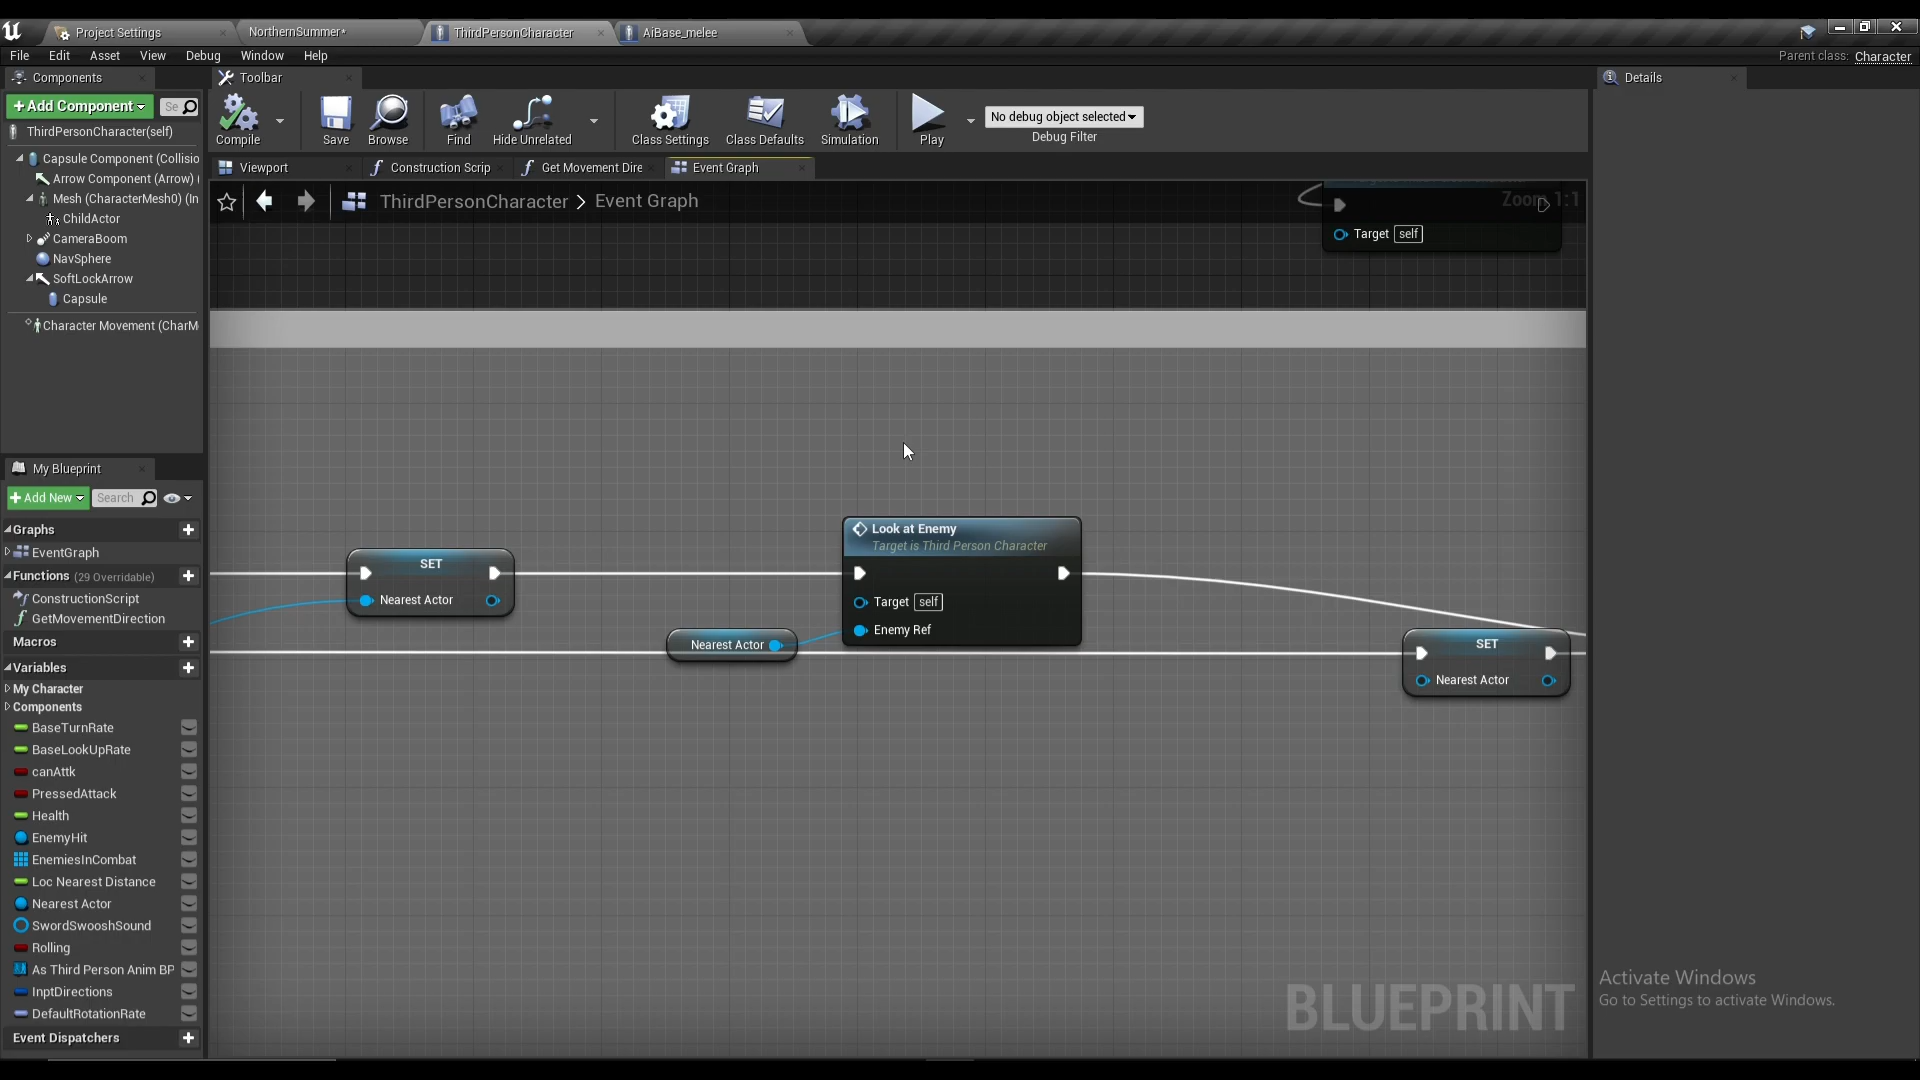 Project Settings
NorthernSummer*
ThirdPersonCharacter
AiBase_melee
File
Edit
Asset
View
Debug
Window
Help
Parent class: Character
Components
Toolbar
Details
+Add Component
Se
ThirdPersonCharacter(self)
Capsule Component (Collisio
Arrow Component (Arrow) (
Mesh (CharacterMesh0) (In
ChildActor
CameraBoom
NavSphere
SoftLockArrow
Capsule
Character Movement (CharM
Compile
Save
Browse
Find
Hide Unrelated
Class Settings
Class Defaults
Simulation
Play
No debug object selected
Debug Filter
Viewport
Construction Scrip
Get Movement Dire
Event Graph
ThirdPersonCharacter > Event Graph
Zoom 1:1
Target self
Look at Enemy
Target is Third Person Character
Target self
Enemy Ref
SET
Nearest Actor
Nearest Actor
SET
Nearest Actor
My Blueprint
+Add New
Search
Graphs
EventGraph
Functions (29 Overridable)
ConstructionScript
GetMovementDirection
Macros
Variables
My Character
Components
BaseTurnRate
BaseLookUpRate
canAttk
PressedAttack
Health
EnemyHit
EnemiesInCombat
Loc Nearest Distance
Nearest Actor
SwordSwooshSound
Rolling
As Third Person Anim BP
InptDirections
DefaultRotationRate
Event Dispatchers
BLUEPRINT
Activate Windows
Go to Settings to activate Windows.